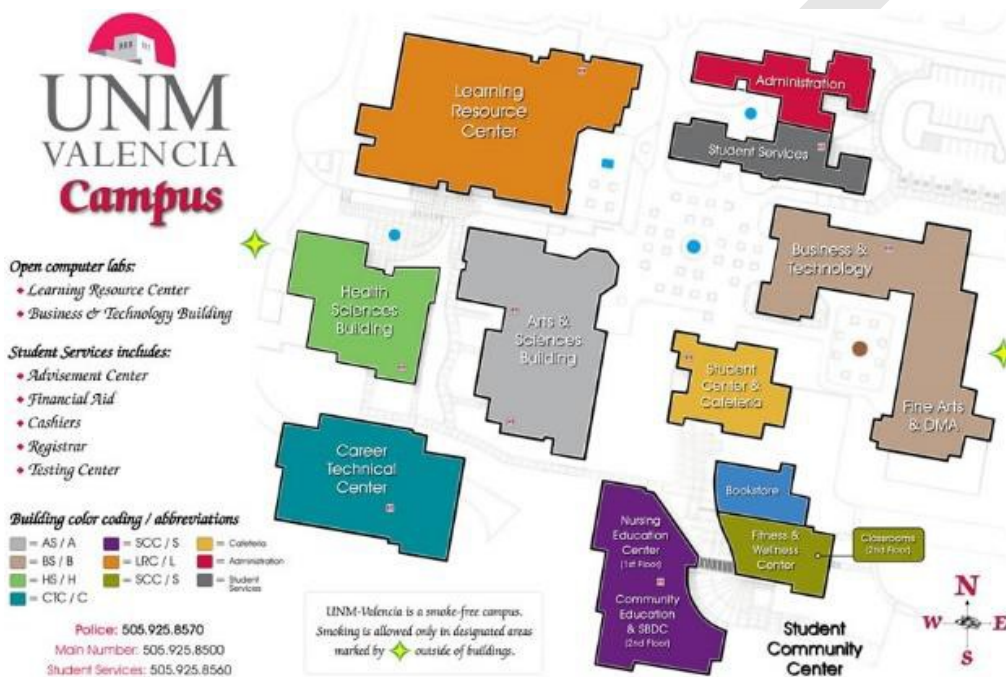 UNM
VALENCIA
Campus
Open computer labs:
Learning Resource Center
Business & Technology Building
Student Services includes:
Advisement Center
Financial Aid
Cashiers
Registrar
Testing Center
Building color coding / abbreviations
= AS / A
= SCC / S
= Cafeteria
= BS / B
= LRC / L
= Administration
= HS / H
= SCC / S
= Student
Services
= CTC / C
Police: 505.925.8570
Main Number: 505.925.8500
Student Services: 505.925.8560
UNM-Valencia is a smoke-free campus.
Smoking is allowed only in designated areas
marked by outside of buildings.
Learning
Resource
Center
Administration
Student Services
Business &
Technology
Health
Sciences
Building
Arts &
Sciences
Building
Student
Center &
Cafeteria
Fine Arts
& DMA
Career
Technical
Center
Bookstore
Nursing
Education
Center
(1st Floor)
Community
Education
& SBDC
(2nd Floor)
Fitness &
Wellness
Center
Classrooms
(2nd Floor)
Student
Community
Center
N
W
E
S